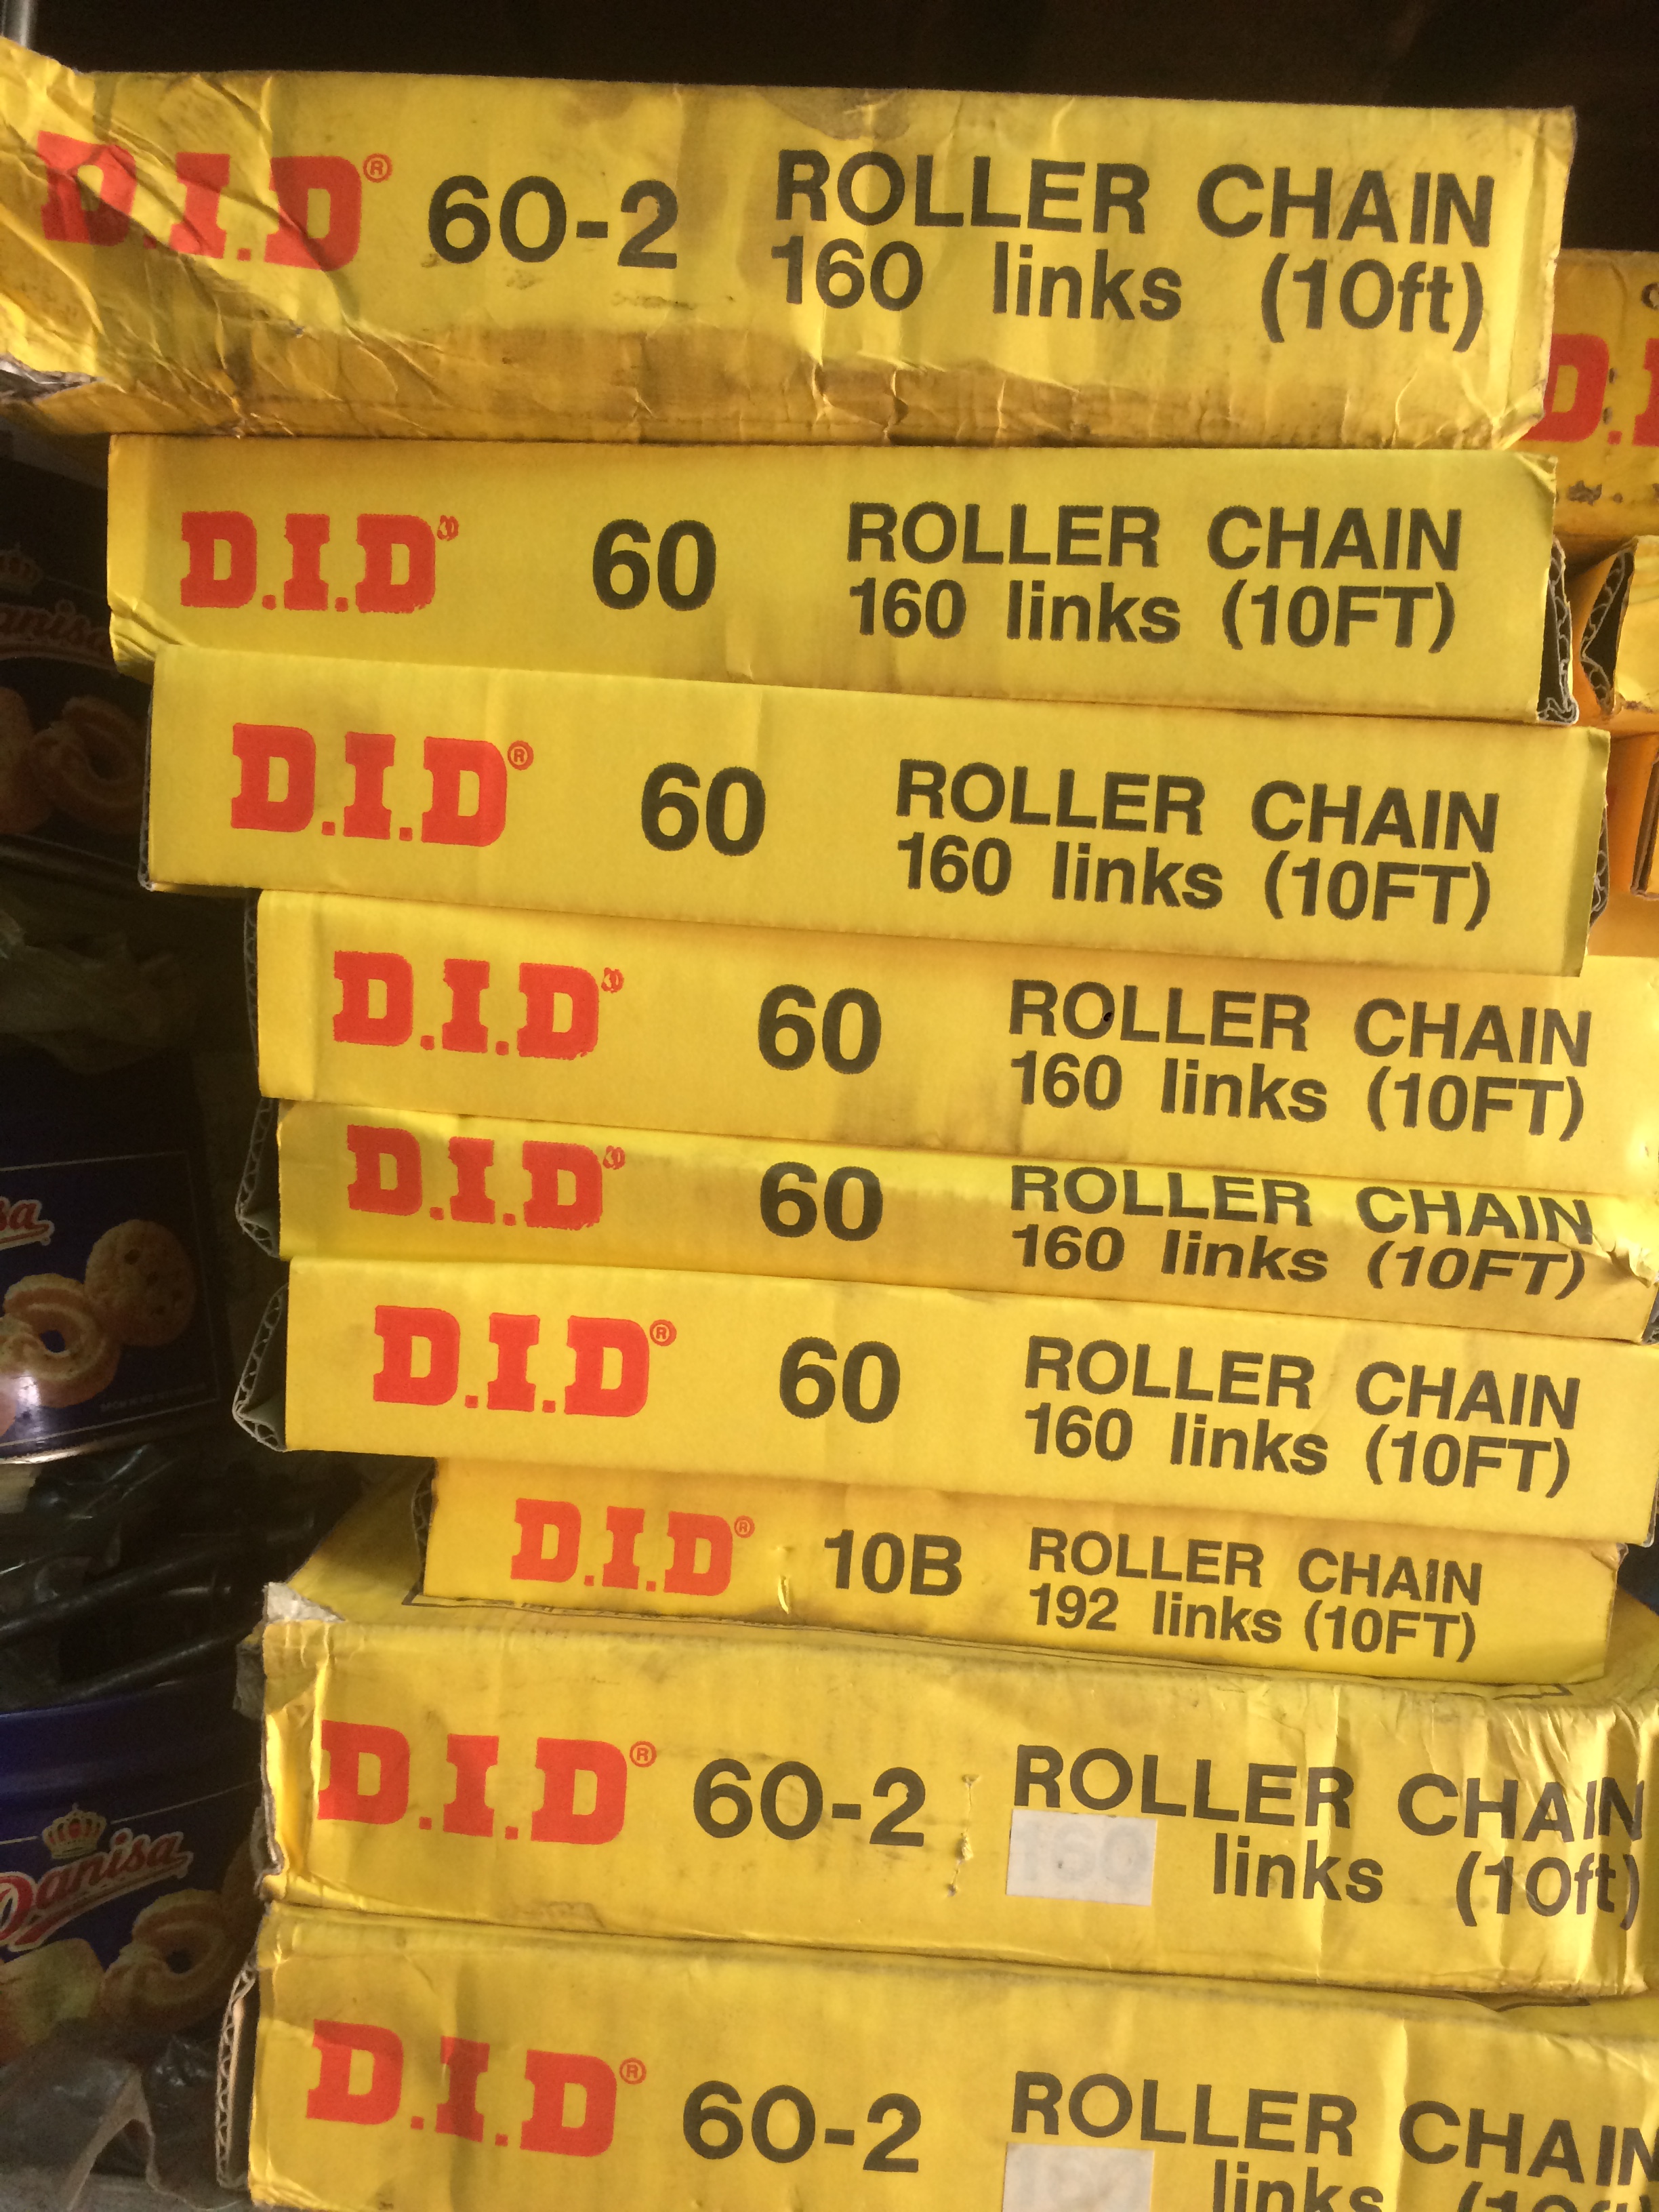 D.I.D® 60-2 ROLLER CHAIN
160 links (10ft)
D.I.D® 60 ROLLER CHAIN
160 links (10FT)
D.I.D® 60 ROLLER CHAIN
160 links (10FT)
D.I.D® 60 ROLLER CHAIN
160 links (10FT)
D.I.D® 60 ROLLER CHAIN
160 links (10FT)
D.I.D® 60 ROLLER CHAIN
160 links (10FT)
D.I.D® 10B ROLLER CHAIN
192 links (10FT)
D.I.D® 60-2 ROLLER CHAIN
links (10ft)
D.I.D® 60-2 ROLLER CHAIN
links
D.I
Danisa